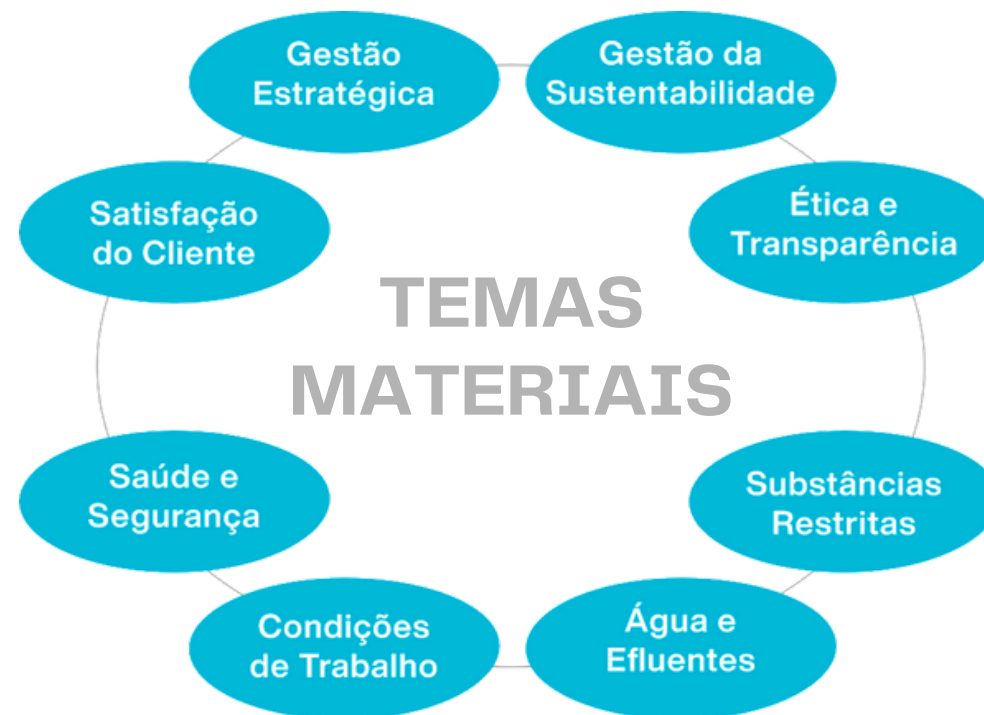 Gestão
Estratégica
Gestão da
Sustentabilidade
Satisfação
do Cliente
Ética e
Transparência
TEMAS
MATERIAIS
Saúde e
Segurança
Substâncias
Restritas
Condições
de Trabalho
Água e
Efluentes